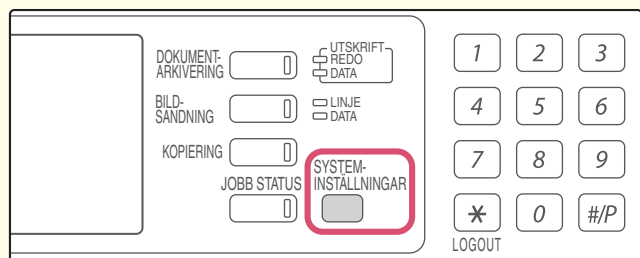 DOKUMENT-
ARKIVERING
UTSKRIFT
REDO
DATA
BILD-
SANDNING
LINJE
DATA
KOPIERING
JOBB STATUS
SYSTEM-
INSTÄLLNINGAR
1 2 3
4 5 6
7 8 9
* 0 #/P
LOGOUT